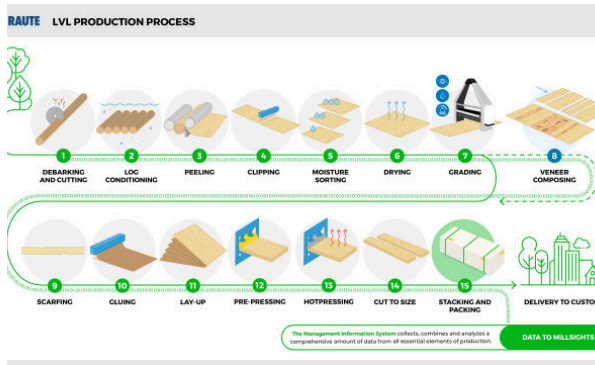 RAUTE LVL PRODUCTION PROCESS
1 2 3 4 5 6 7 8
DEBARKING AND CUTTING
LOG CONDITIONING
PEELING
CLIPPING
MOISTURE SORTING
DRYING
GRADING
VENEER COMPOSING
9 10 11 12 13 14 15
SCARFING
GLUING
LAY-UP
PRE-PRESSING
HOTPRESSING
CUT TO SIZE
STACKING AND PACKING
DELIVERY TO CUSTO
The Management Information System collects, combines and analyzes a
comprehensive amount of data from all essential elements of production.
DATA TO MILLSIGHTS